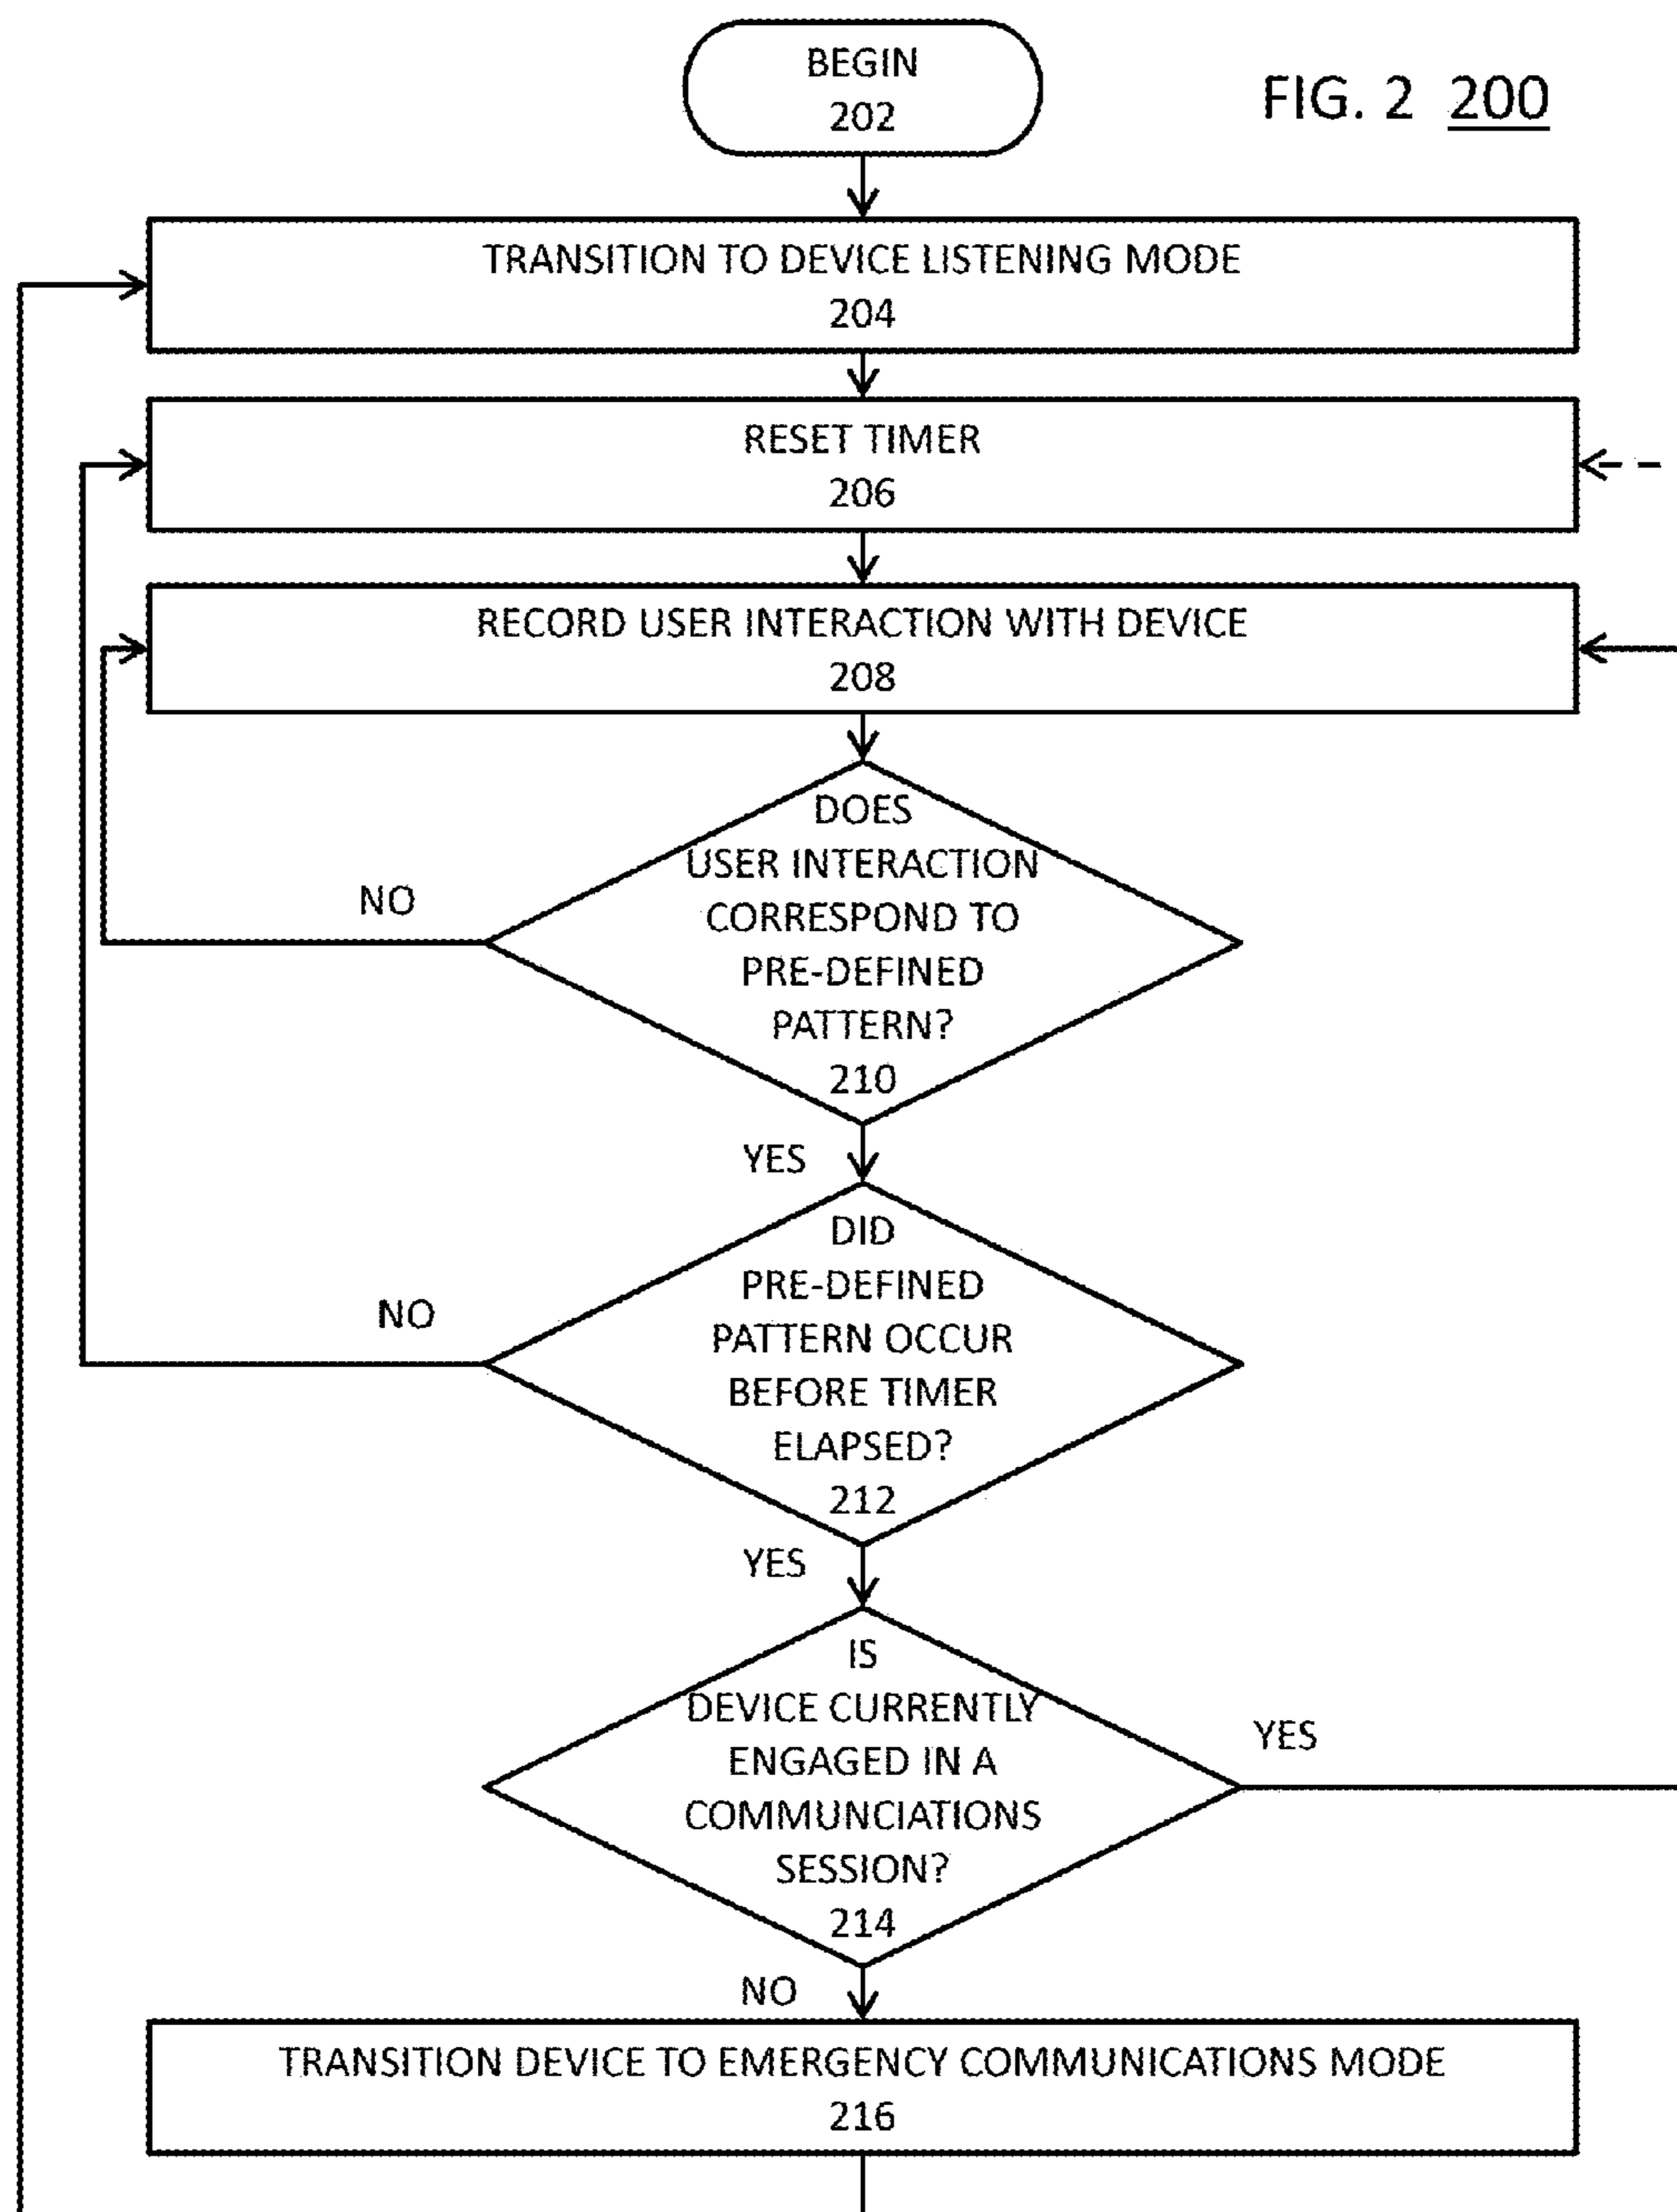 BEGIN
202
FIG. 2 200
TRANSITION TO DEVICE LISTENING MODE
204
RESET TIMER
206
RECORD USER INTERACTION WITH DEVICE
208
DOES
USER INTERACTION
CORRESPOND TO
PRE-DEFINED
PATTERN?
210
NO
YES
DID
PRE-DEFINED
PATTERN OCCUR
BEFORE TIMER
ELAPSED?
212
NO
YES
IS
DEVICE CURRENTLY
ENGAGED IN A
COMMUNCIATIONS
SESSION?
214
YES
NO
TRANSITION DEVICE TO EMERGENCY COMMUNICATIONS MODE
216